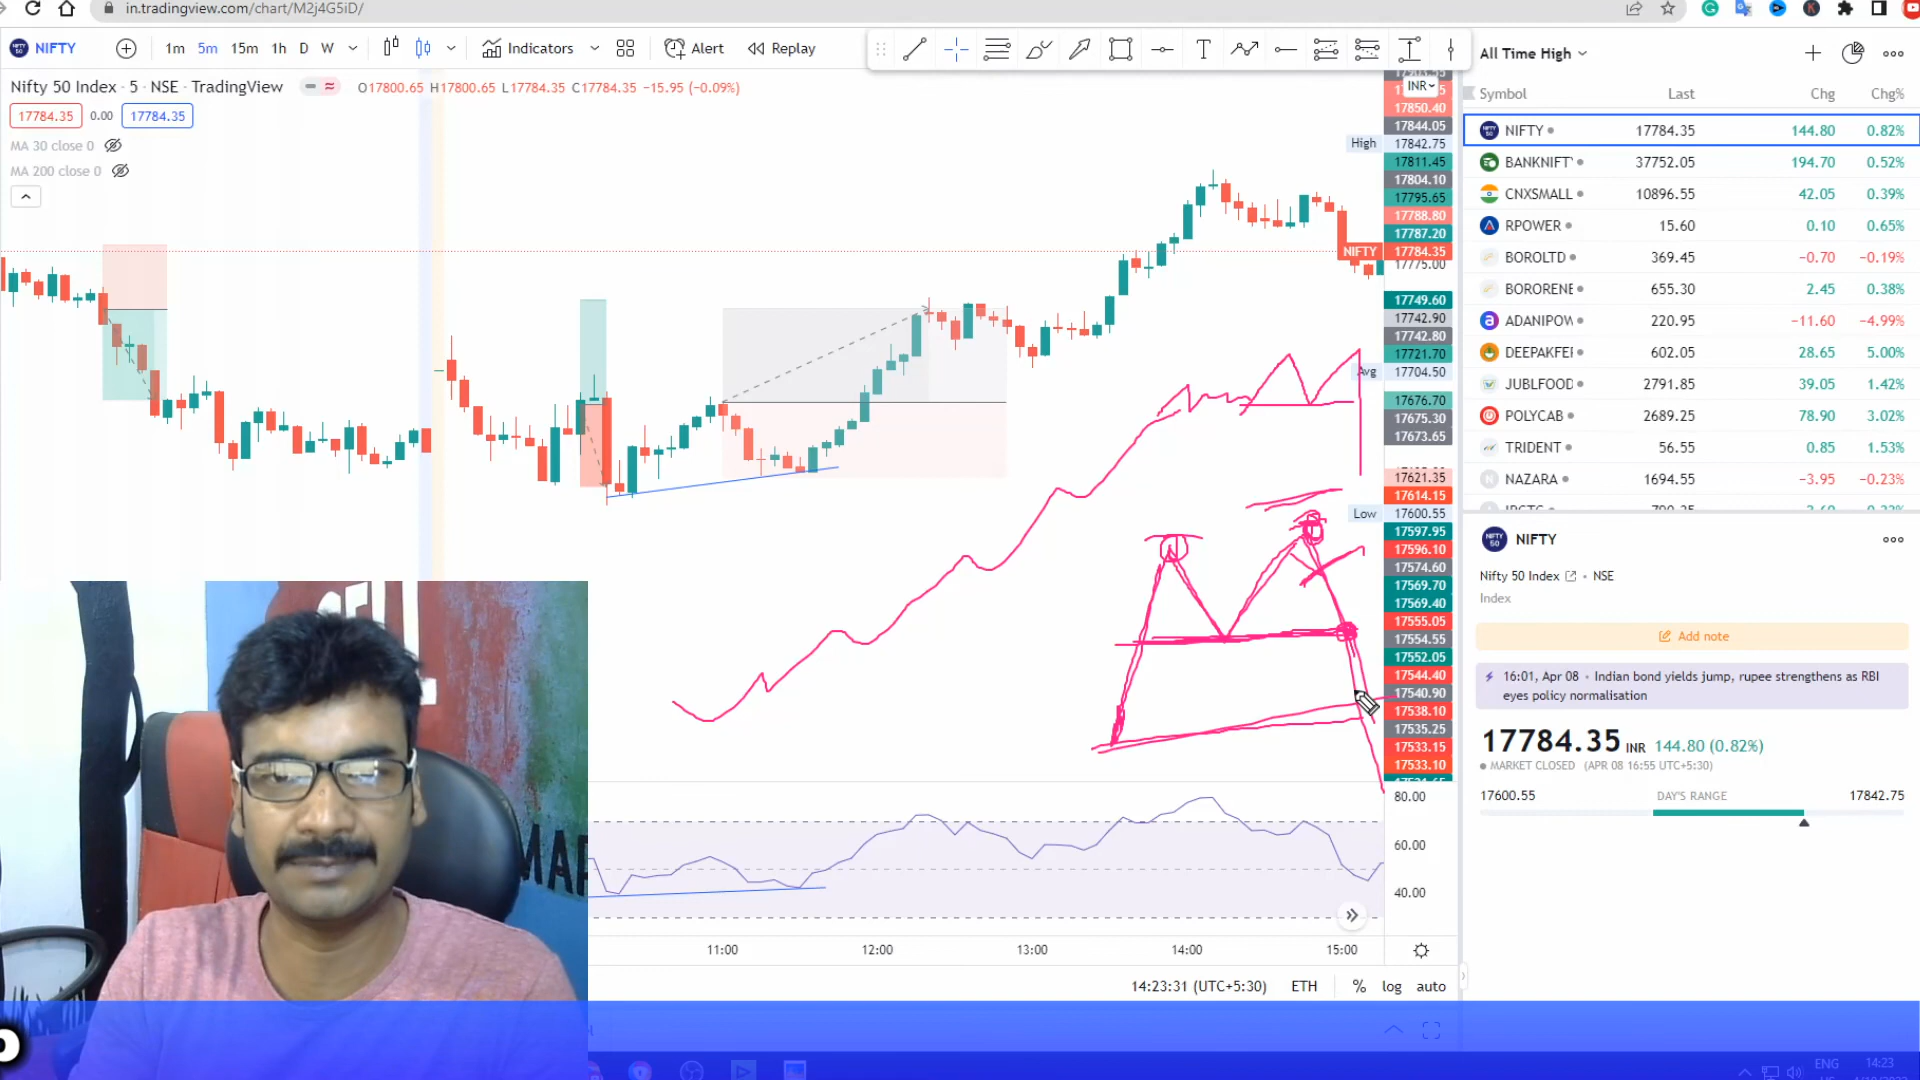 in.tradingview.com/chart/M2j4G5iD/
NIFTY 1m 5m 15m 1h D W Indicators Alert Replay
All Time High
Nifty 50 Index · 5 · NSE · TradingView O17800.65 H17800.65 L17784.35 C17784.35 −15.95 (−0.09%)
17784.35 0.00 17784.35
MA 30 close 0
MA 200 close 0
INR
17850.40
17844.05
High 17842.75
17811.45
17804.10
17795.65
17788.80
17787.20
NIFTY 17784.35
17775.00
17749.60
17742.90
17742.80
17721.70
Avg 17704.50
17676.70
17675.30
17673.65
17621.35
17614.15
Low 17600.55
17597.95
17596.10
17574.60
17569.70
17569.40
17555.05
17554.55
17552.05
17544.40
17540.90
17538.10
17535.25
17533.15
17533.10
80.00
60.00
40.00
11:00 12:00 13:00 14:00 15:00
14:23:31 (UTC+5:30) ETH % log auto
Symbol Last Chg Chg%
NIFTY 17784.35 144.80 0.82%
BANKNIFTY 37752.05 194.70 0.52%
CNXSMALL 10896.55 42.05 0.39%
RPOWER 15.60 0.10 0.65%
BOROLTD 369.45 −0.70 −0.19%
BORORENE 655.30 2.45 0.38%
ADANIPOW 220.95 −11.60 −4.99%
DEEPAKFE 602.05 28.65 5.00%
JUBLFOOD 2791.85 39.05 1.42%
POLYCAB 2689.25 78.90 3.02%
TRIDENT 56.55 0.85 1.53%
NAZARA 1694.55 −3.95 −0.23%
NIFTY
Nifty 50 Index • NSE
Index
Add note
16:01, Apr 08 • Indian bond yields jump, rupee strengthens as RBI
eyes policy normalisation
17784.35 INR 144.80 (0.82%)
MARKET CLOSED (APR 08 16:55 UTC+5:30)
17600.55 DAY'S RANGE 17842.75
ENG 14:23